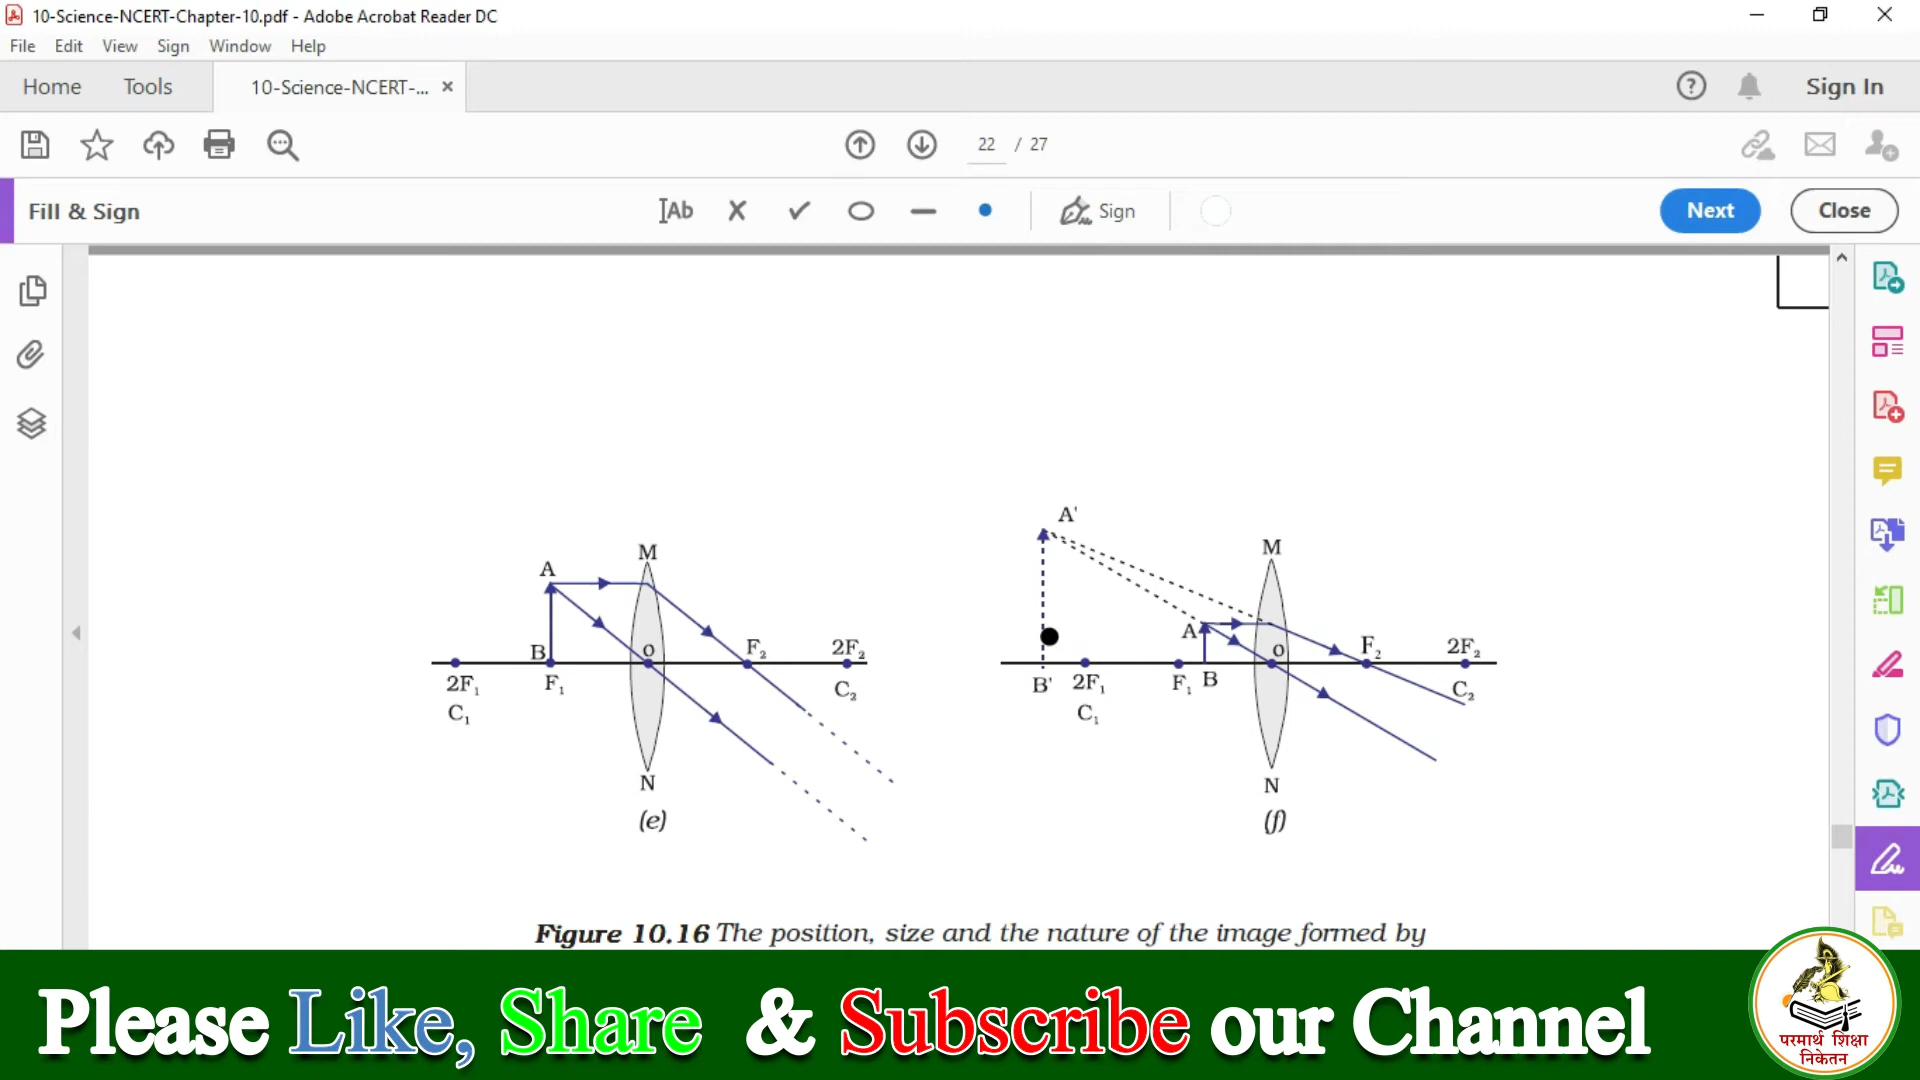 10-Science-NCERT-Chapter-10.pdf - Adobe Acrobat Reader DC
File Edit View Sign Window Help
Home Tools 10-Science-NCERT-... × Sign In
22 / 27
Fill & Sign Ab Sign Next Close
A'
M M
A
A
B O F₂ 2F₂ O F₂ 2F₂
2F₁ F₁ C₂ B' 2F₁ F₁ B C₂
C₁ C₁
N N
(e) (f)
Figure 10.16 The position, size and the nature of the image formed by
Please Like, Share & Subscribe our Channel
परमार्थ शिक्षा
निकेतन